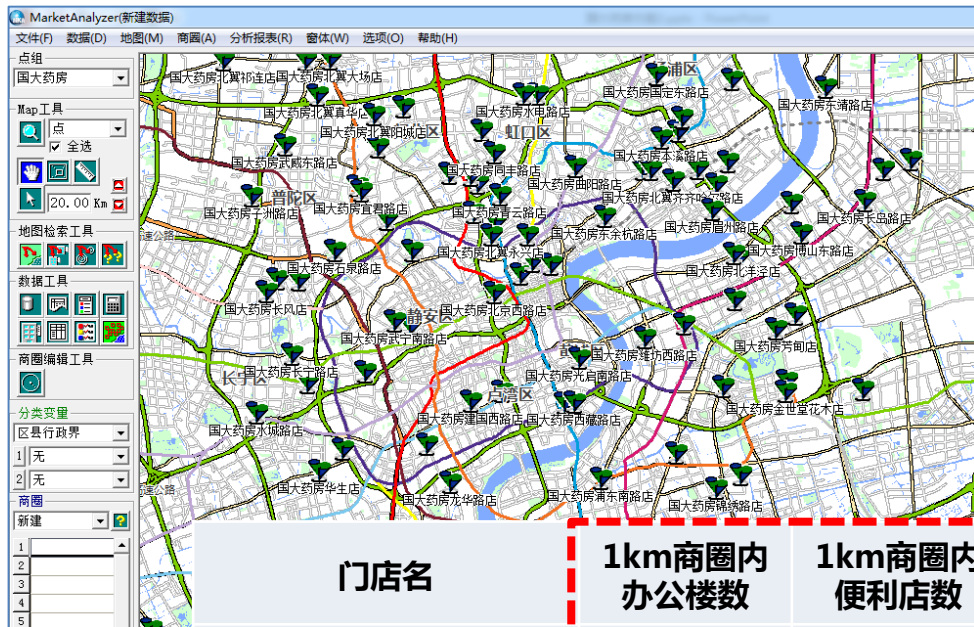 MarketAnalyzer(新建数据)
文件(F) 数据(D) 地图(M) 商圈(A) 分析报表(R) 窗体(W) 选项(O) 帮助(H)
点组
国大药房
Map工具
点
全选
20.00 Km
地图检索工具
数据工具
商圈编辑工具
分类变量
区县行政界
1 无
2 无
商圈
新建
1
2
3
4
5
国大药房北翼祁连店
国大药房北翼大场店
国大药房国定东路店
国大药房东浦路店
国大药房北翼真华店
国大药房水电路店
国大药房北翼阳城店
虹口区
国大药房武威东路店
国大药房同丰路店
国大药房本溪路店
国大药房曲阳路店
普陀区
国大药房宜君路店
国大药房子洲路店
国大药房青云路店
国大药房眉州路店
国大药房长岛路店
国大药房东余杭路店
国大药房博山东路店
国大药房北翼永兴店
国大药房石泉路店
国大药房北洋泾店
国大药房长风店
国大药房北京西路店
静安区
国大药房武宁南路店
国大药房芳甸店
国大药房潍坊西路店
国大药房长宁路店
长宁区
国大药房光启南路店
卢湾区
国大药房水城路店
国大药房建国西路店
国大药房西藏路店
国大药房金世堂花木店
国大药房华生店
国大药房龙华路店
国大药房浦东南路店
国大药房锦绣路店
门店名
1km商圈内
办公楼数
1km商圈内
便利店数